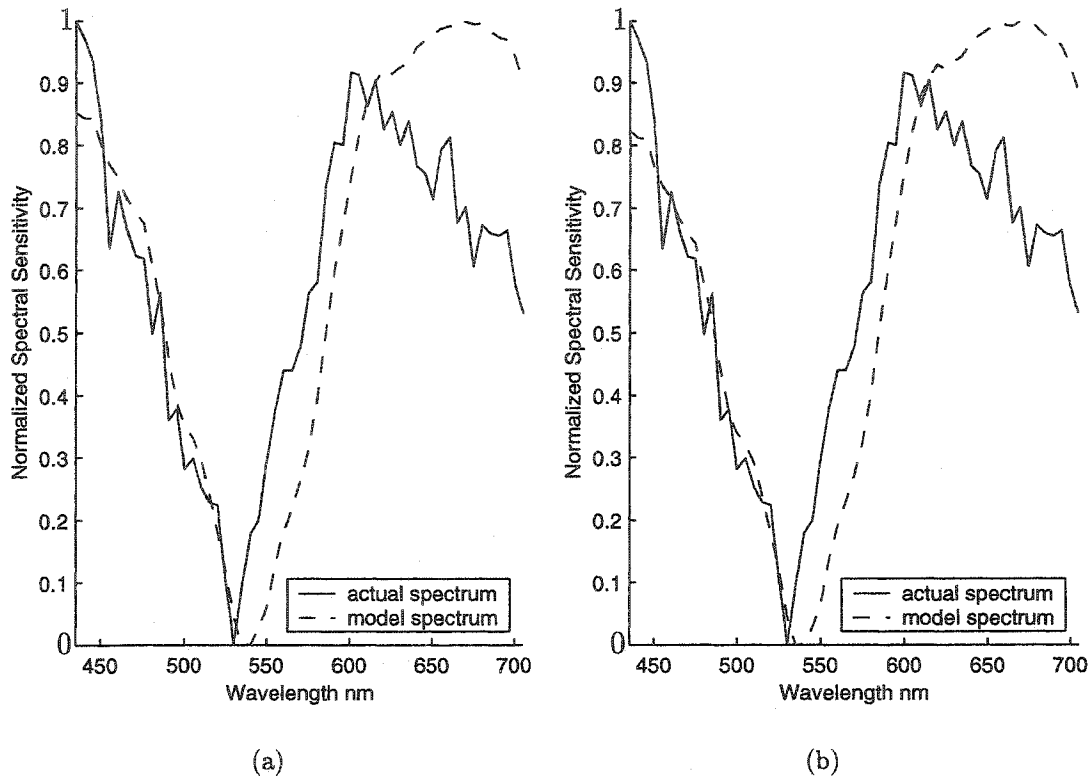 1
0.9
0.8
0.7
0.6
0.5
0.4
0.3
0.2
0.1
0
Normalized Spectral Sensitivity
450 500 550 600 650 700
Wavelength nm
actual spectrum
model spectrum
(a)
1
0.9
0.8
0.7
0.6
0.5
0.4
0.3
0.2
0.1
0
Normalized Spectral Sensitivity
450 500 550 600 650 700
Wavelength nm
actual spectrum
model spectrum
(b)